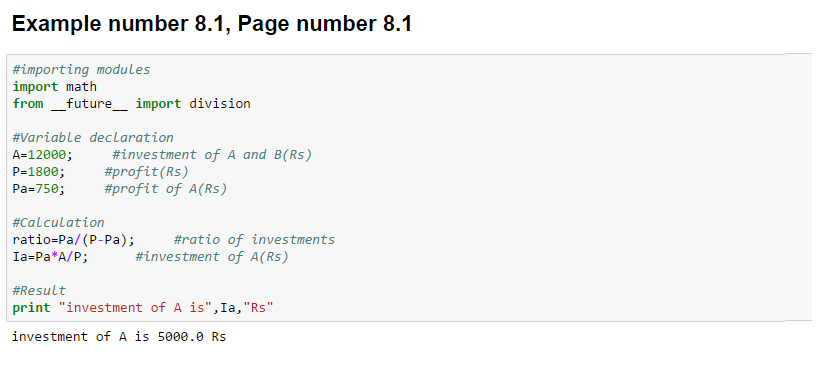 Example number 8.1, Page number 8.1
#importing modules
import math
from __future__ import division
#Variable declaration
A=12000;     #investment of A and B(Rs)
P=1800;     #profit(Rs)
Pa=750;     #profit of A(Rs)
#Calculation
ratio=Pa/(P-Pa);     #ratio of investments
Ia=Pa*A/P;      #investment of A(Rs)
#Result
print "investment of A is",Ia,"Rs"
investment of A is 5000.0 Rs